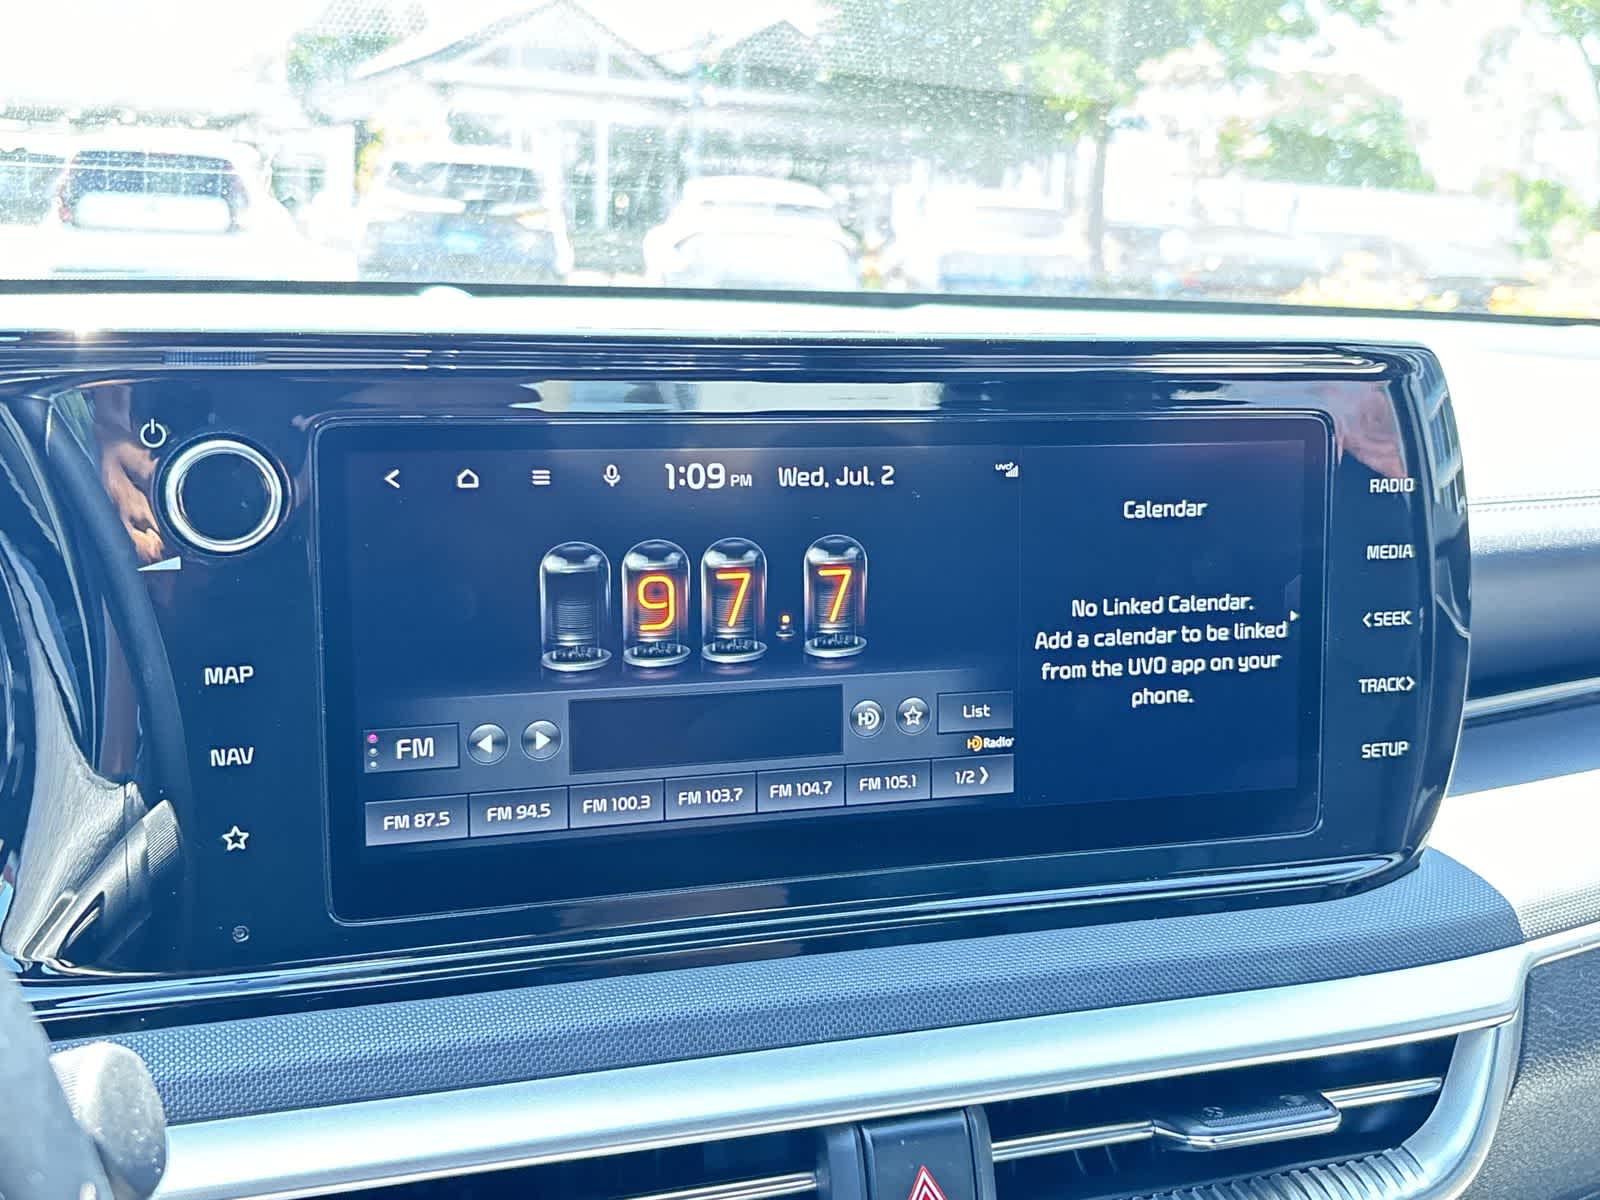 1:09 PM Wed, Jul. 2
UVO
97.7
FM
HD
List
HD Radio
FM 87.5
FM 94.5
FM 100.3
FM 103.7
FM 104.7
FM 105.1
1/2 >
Calendar
No Linked Calendar.
Add a calendar to be linked
from the UVO app on your
phone.
MAP
NAV
RADIO
MEDIA
<SEEK
TRACK>
SETUP